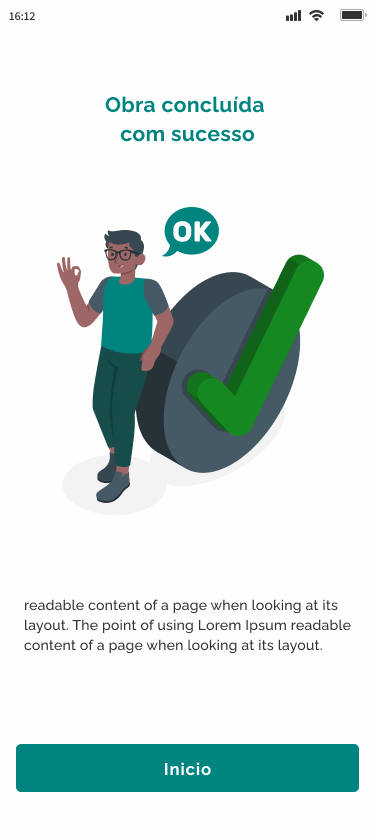 16:12
Obra concluída
com sucesso
OK
readable content of a page when looking at its
layout. The point of using Lorem Ipsum readable
content of a page when looking at its layout.
Inicio